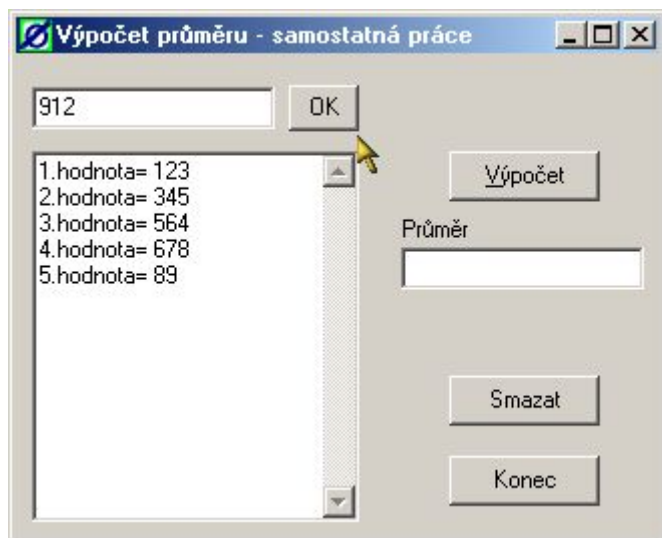 Výpočet průměru - samostatná práce
912
OK
1.hodnota= 123
2.hodnota= 345
3.hodnota= 564
4.hodnota= 678
5.hodnota= 89
Výpočet
Průměr
Smazat
Konec